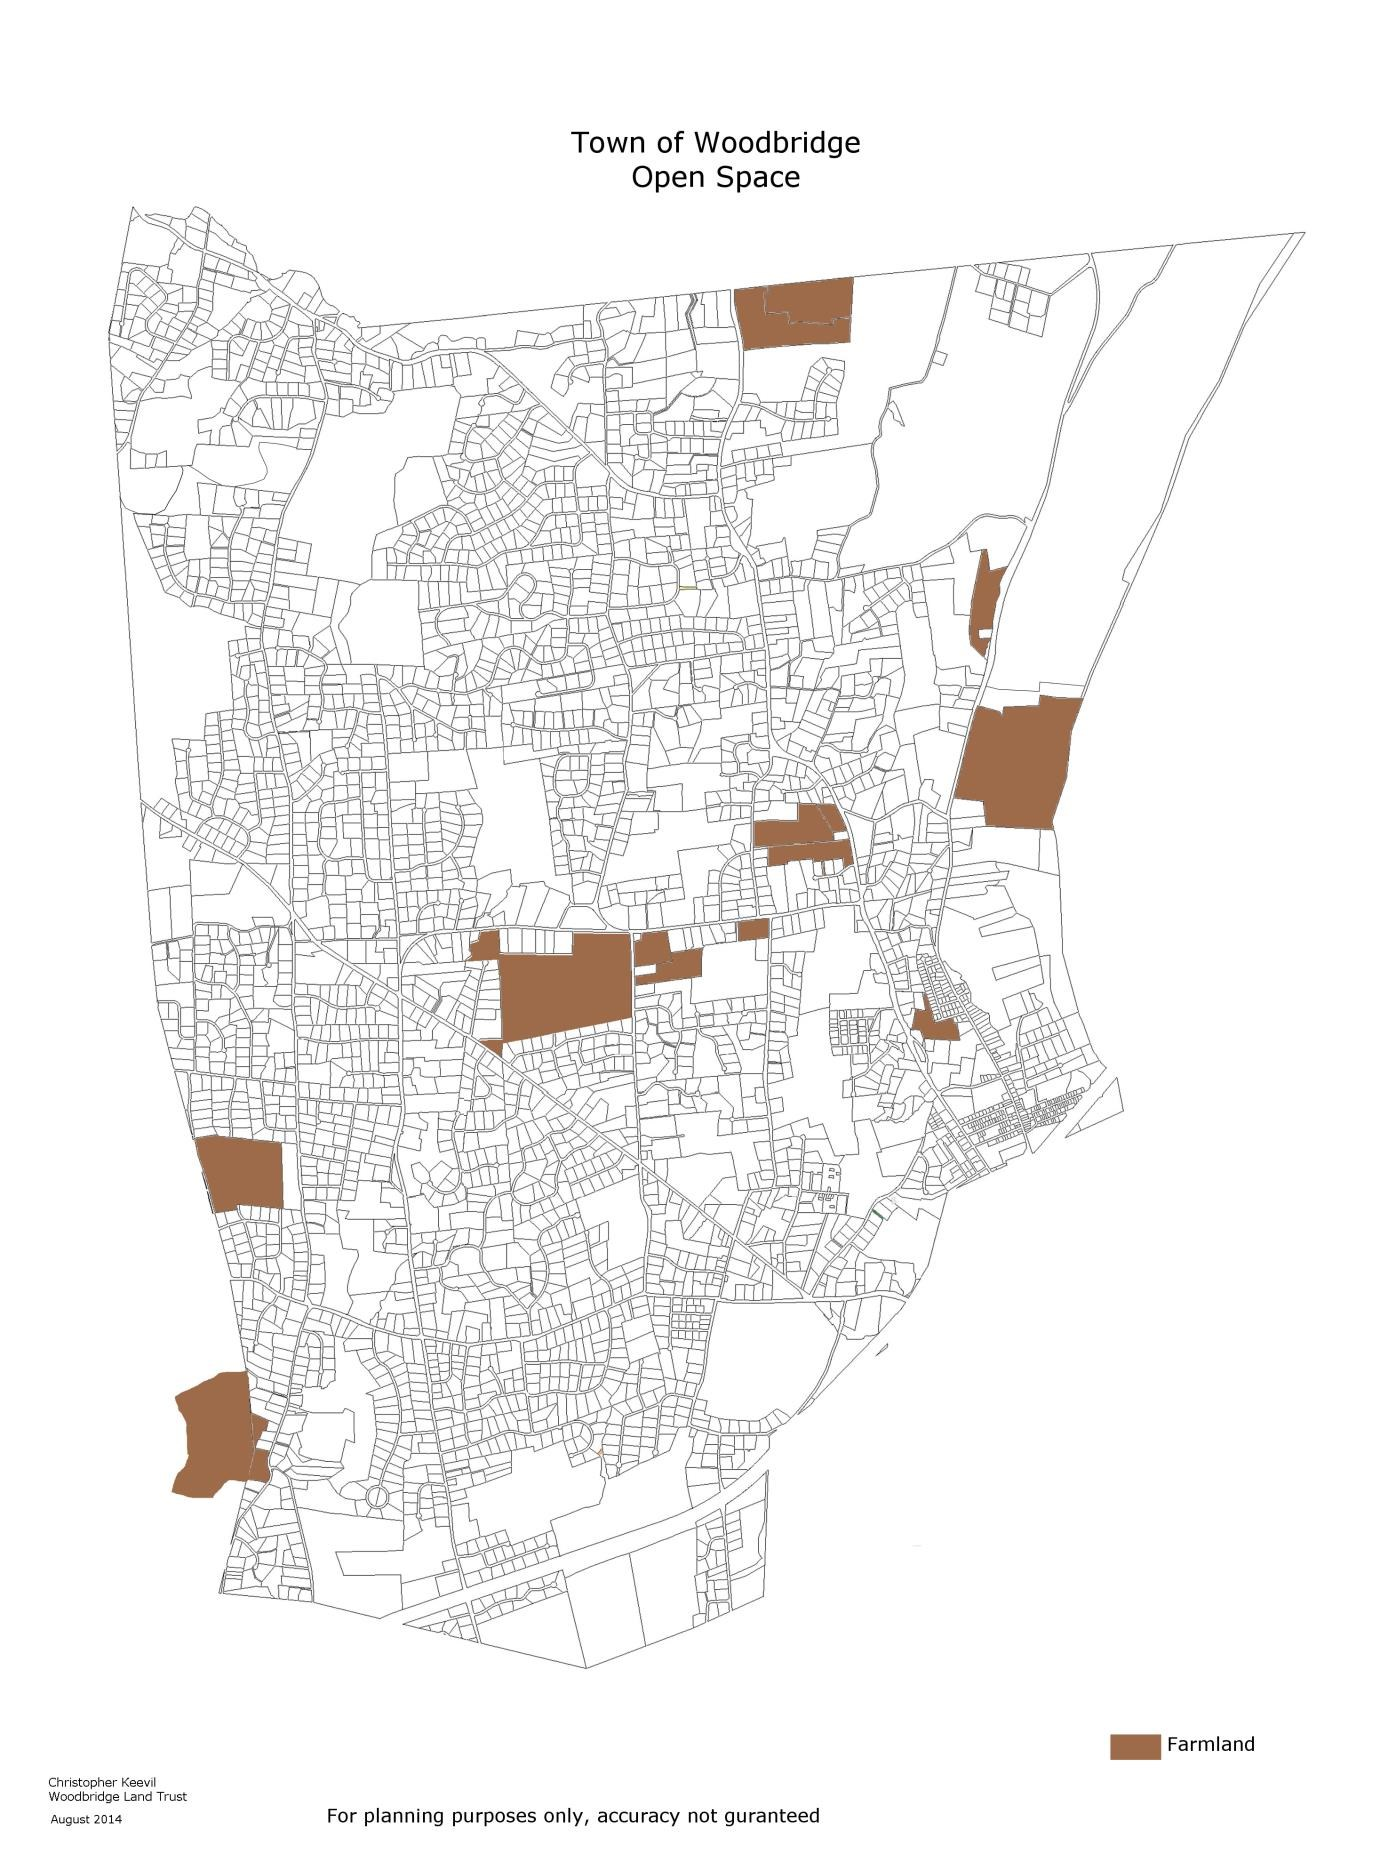 Town of Woodbridge
Open Space
Farmland
Christopher Keevil
Woodbridge Land Trust
August 2014
For planning purposes only, accuracy not guranteed